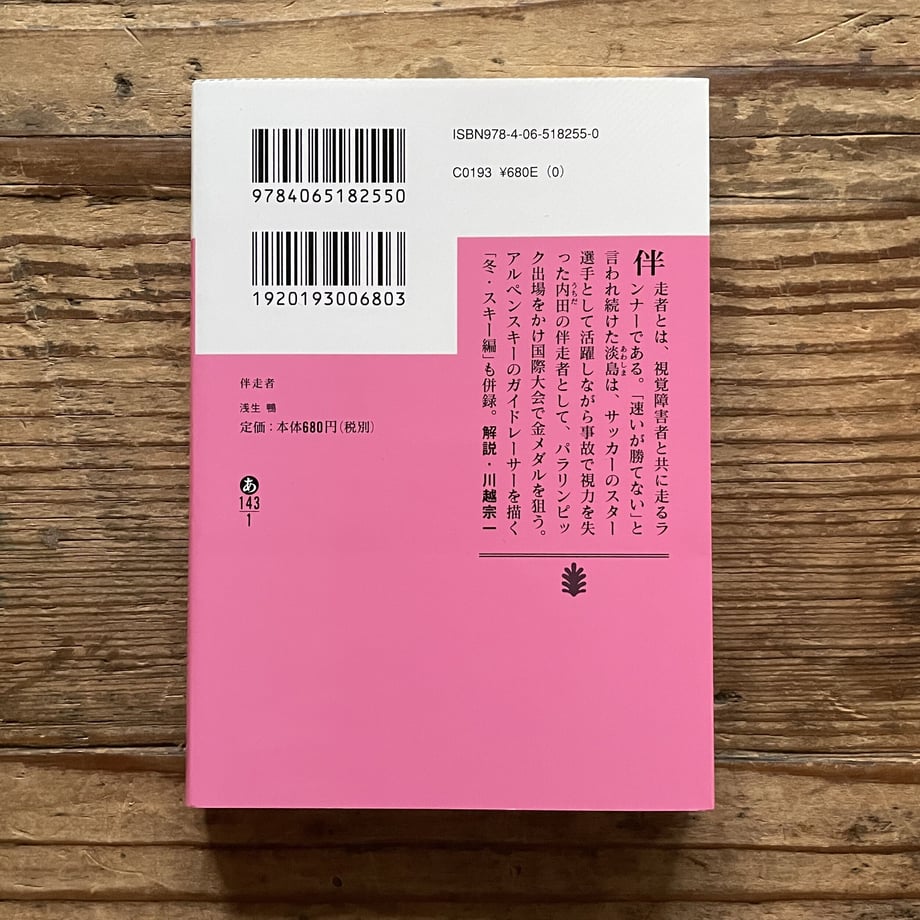 ISBN978-4-06-518255-0
C0193 ¥680E (0)
9784065182550
1920193006803
伴走者とは、視覚障害者と共に走るラ
ンナーである。「速いが勝てない」と
言われ続けた淡島は、サッカーのスター
あわしま
選手として活躍しながら事故で視力を失
った内田の伴走者として、パラリンピッ
うちだ
ク出場をかけ国際大会で金メダルを狙う。
アルペンスキーのガイドレーサーを描く
「冬・スキー編」も併録。解説・川越宗一
伴走者
浅生 鴨
定価：本体680円（税別）
あ
143
1